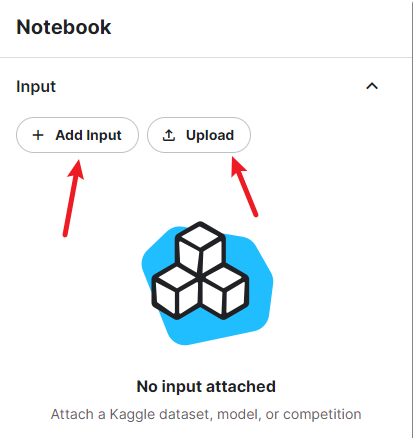 Notebook
Input
Add Input Upload
No input attached
Attach a Kaggle dataset, model, or competition